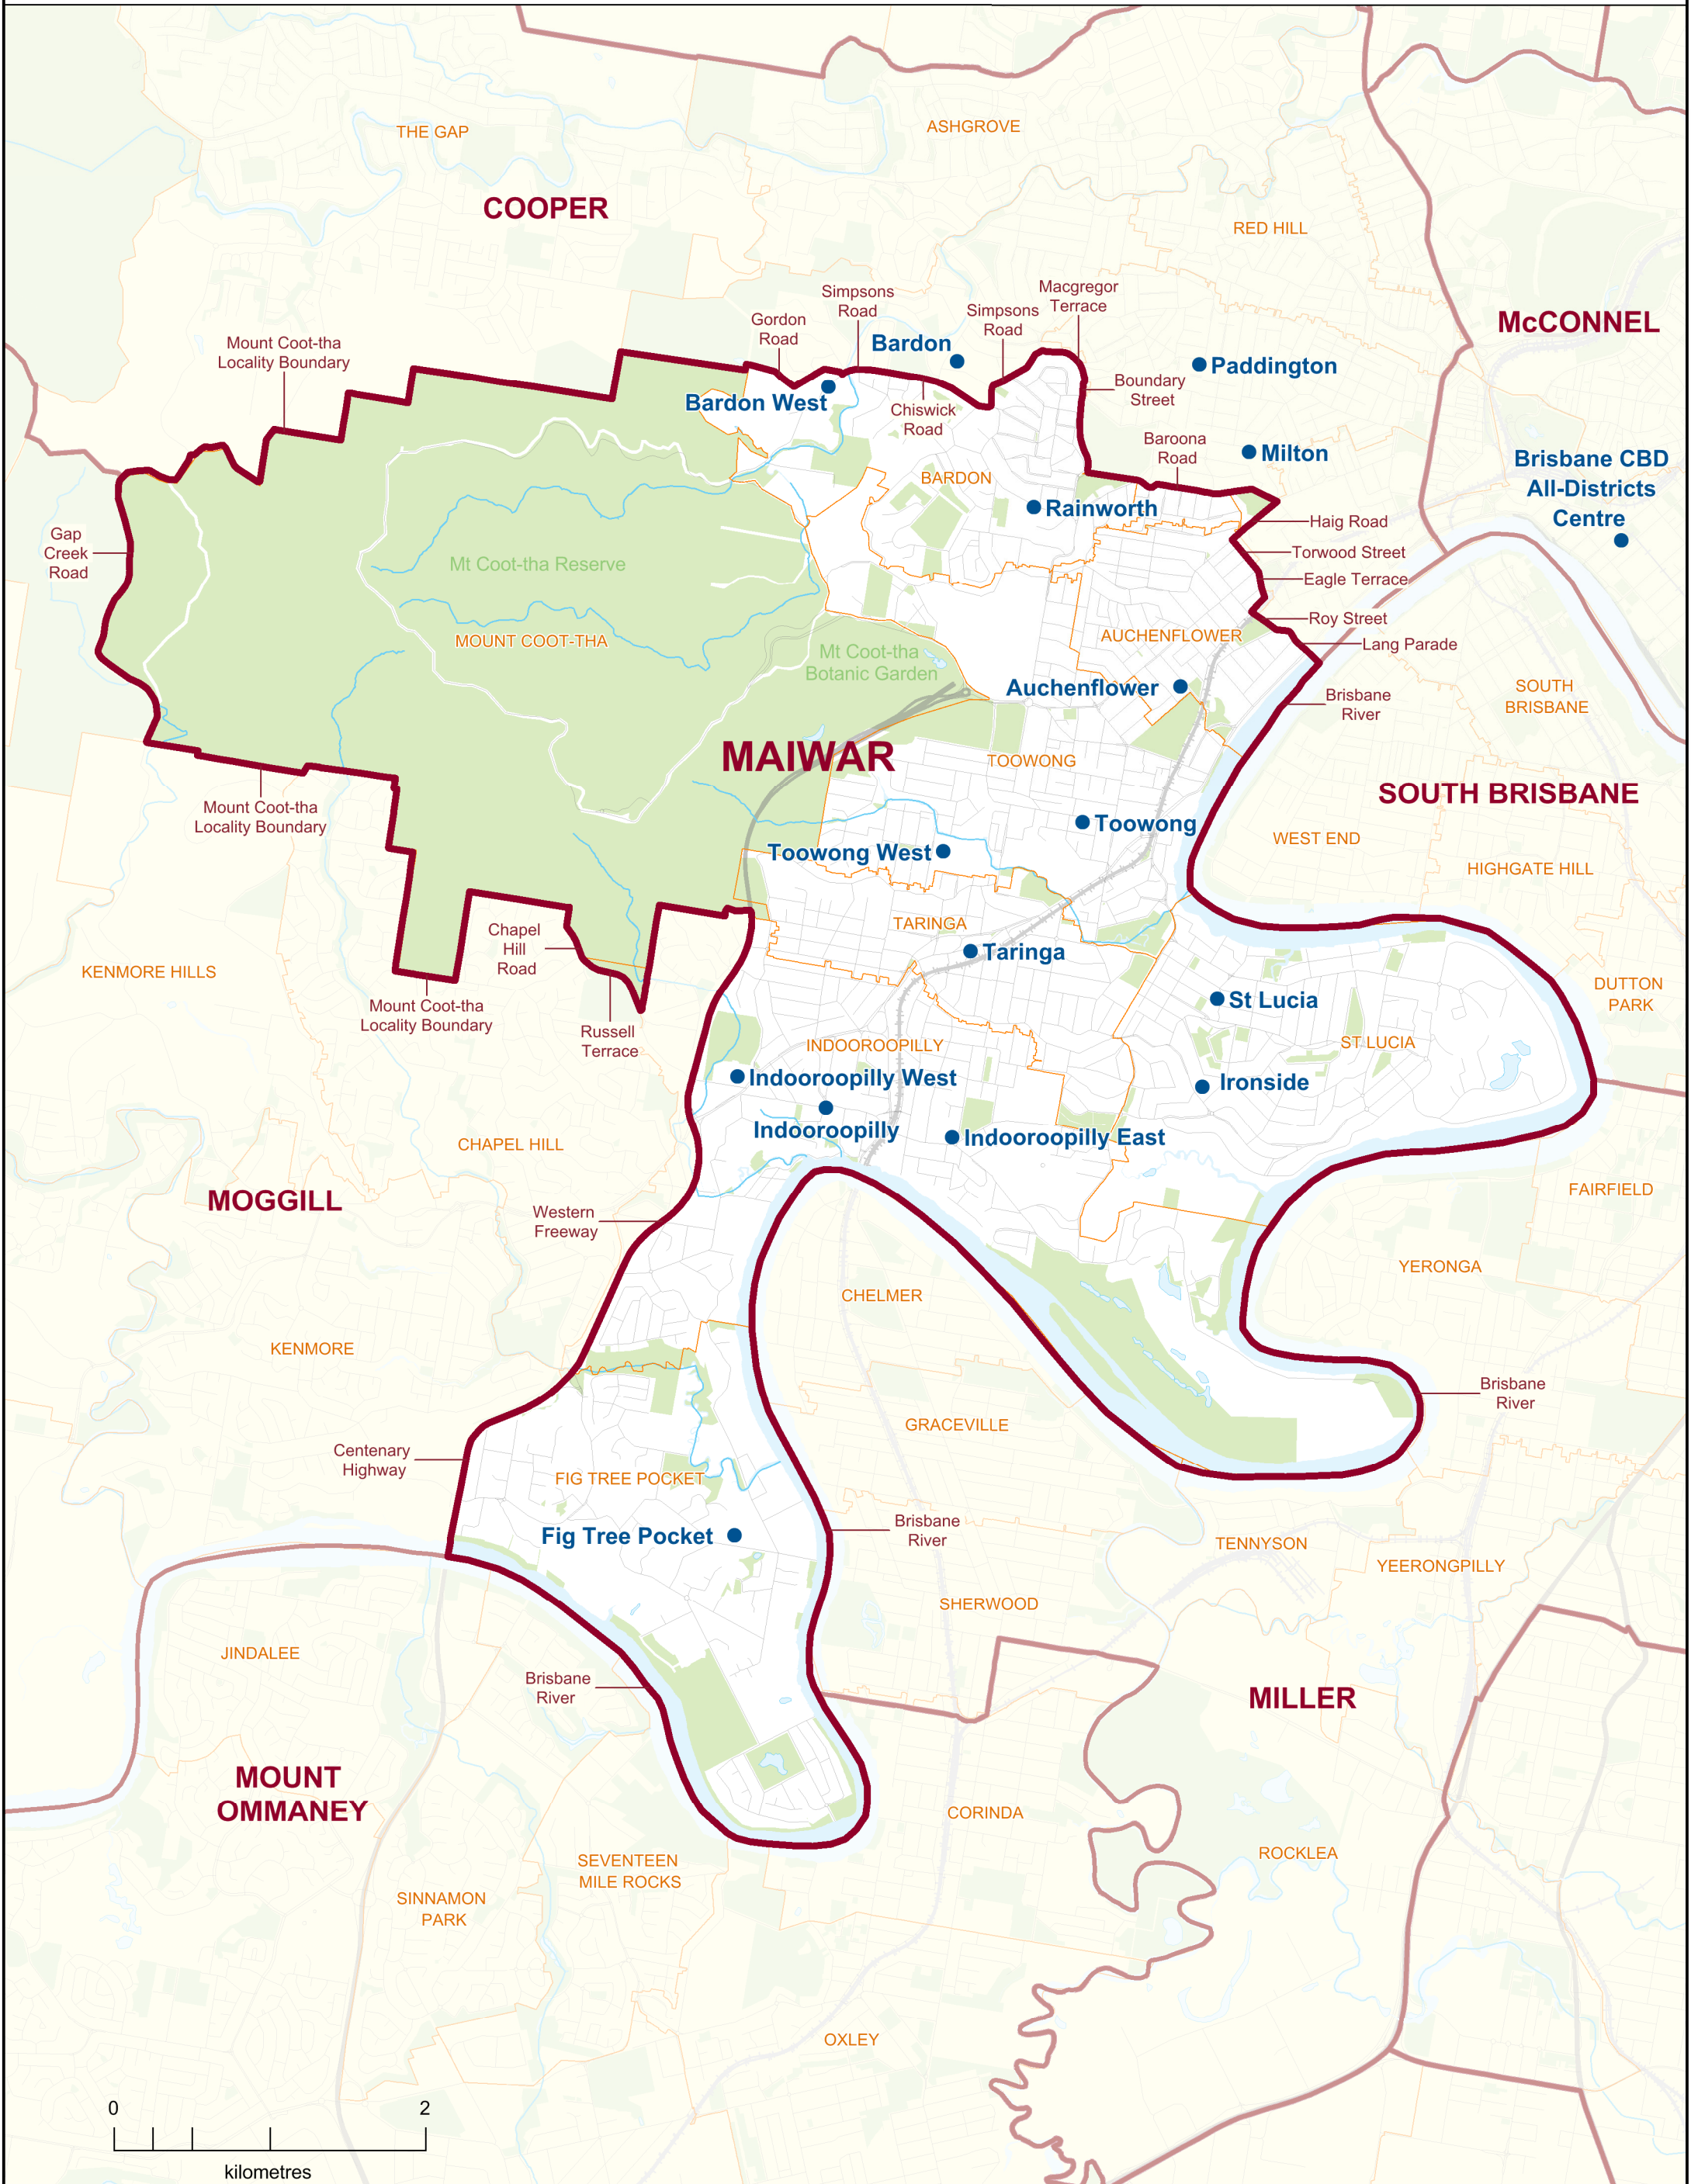 THE GAP
ASHGROVE
COOPER
RED HILL
Macgregor
Terrace
Simpsons
Road
Simpsons
Road
Gordon
Road
McCONNEL
Mount Coot-tha
Locality Boundary
Bardon
Paddington
Boundary
Street
Bardon West
Chiswick
Road
Baroona
Road
Milton
Brisbane CBD
All-Districts
Centre
BARDON
Rainworth
Haig Road
Gap
Creek
Road
Torwood Street
Mt Coot-tha Reserve
Eagle Terrace
Roy Street
MOUNT COOT-THA
AUCHENFLOWER
Lang Parade
Mt Coot-tha
Botanic Garden
Auchenflower
Brisbane
River
SOUTH
BRISBANE
MAIWAR
TOOWONG
SOUTH BRISBANE
Mount Coot-tha
Locality Boundary
Toowong
WEST END
Toowong West
HIGHGATE HILL
TARINGA
Chapel
Hill
Road
Taringa
KENMORE HILLS
DUTTON
PARK
St Lucia
Mount Coot-tha
Locality Boundary
Russell
Terrace
INDOOROOPILLY
ST LUCIA
Indooroopilly West
Ironside
Indooroopilly
Indooroopilly East
CHAPEL HILL
MOGGILL
FAIRFIELD
Western
Freeway
YERONGA
CHELMER
KENMORE
Brisbane
River
GRACEVILLE
Centenary
Highway
FIG TREE POCKET
Brisbane
River
Fig Tree Pocket
TENNYSON
YEERONGPILLY
SHERWOOD
JINDALEE
Brisbane
River
MILLER
MOUNT
OMMANEY
CORINDA
ROCKLEA
SEVENTEEN
MILE ROCKS
SINNAMON
PARK
OXLEY
0 2
kilometres